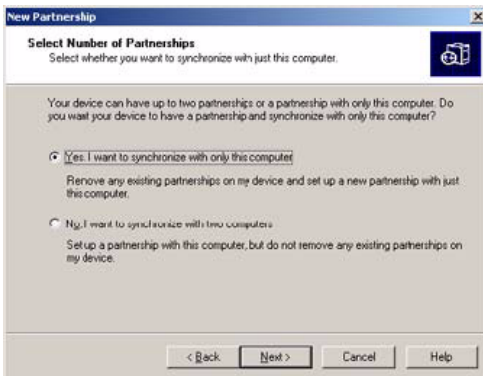 New Partnership
Select Number of Partnerships
Select whether you want to synchronize with just this computer.
Your device can have up to two partnerships or a partnership with only this computer. Do
you want your device to have a partnership and synchronize with only this computer?
Yes, I want to synchronize with only this computer
Remove any existing partnerships on my device and set up a new partnership with just
this computer.
No, I want to synchronize with two computers
Set up a partnership with this computer, but do not remove any existing partnerships on
my device.
< Back
Next >
Cancel
Help